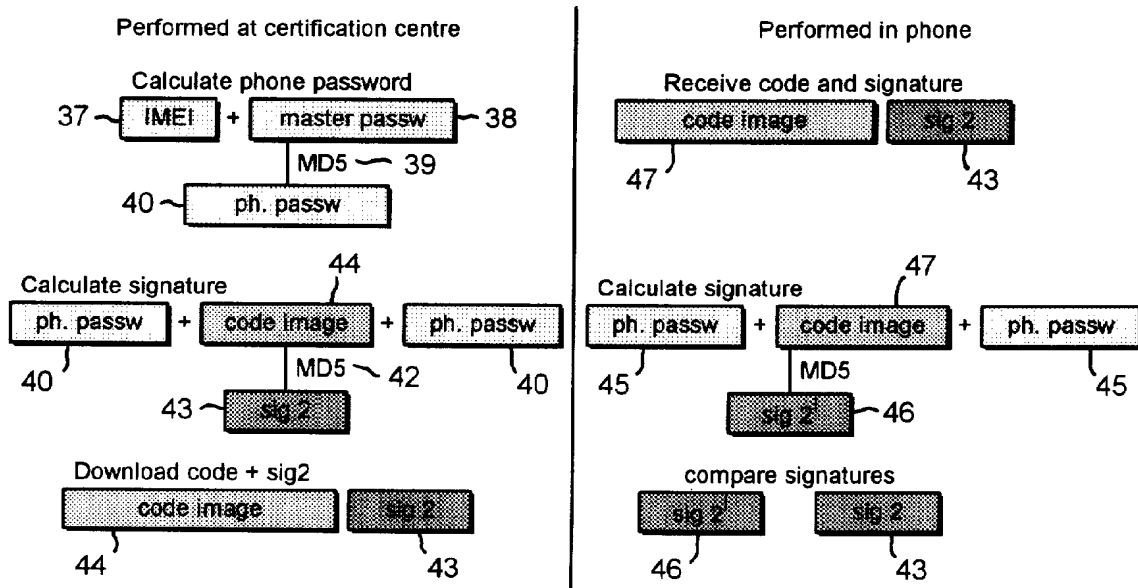 Performed at certification centre
Calculate phone password
37 IMEI + master passw 38
MD5 39
40 ph. passw
44
Calculate signature
ph. passw + code image + ph. passw
40 MD5 42 40
43 sig 2
Download code + sig2
code image sig 2
44 43
Performed in phone
Receive code and signature
code image sig 2
47 43
47
Calculate signature
ph. passw + code image + ph. passw
45 MD5 45
sig 2' 46
compare signatures
sig 2' sig 2
46 43